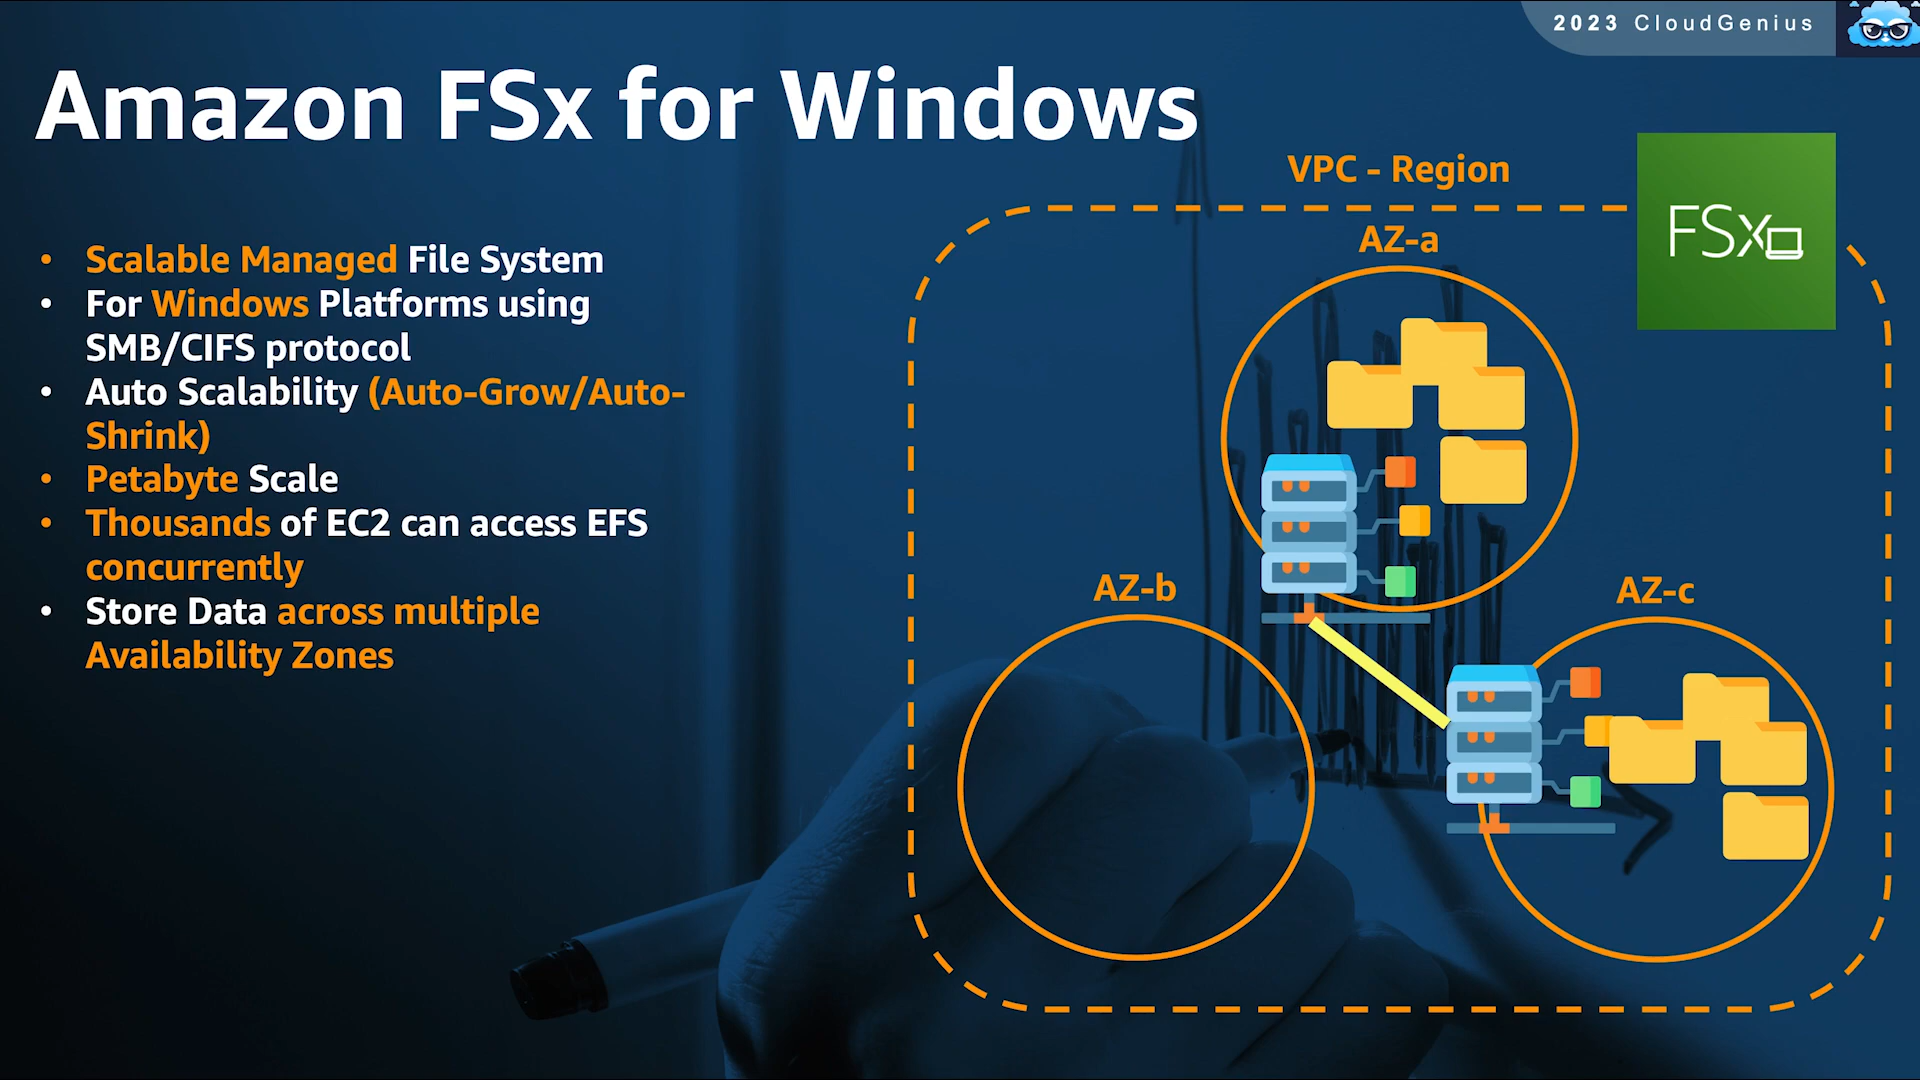 2023 CloudGenius
Amazon FSx for Windows
VPC - Region
FSx
AZ-a
• Scalable Managed File System
• For Windows Platforms using
SMB/CIFS protocol
• Auto Scalability (Auto-Grow/Auto-
Shrink)
• Petabyte Scale
• Thousands of EC2 can access EFS
concurrently
• Store Data across multiple
Availability Zones
AZ-b
AZ-c